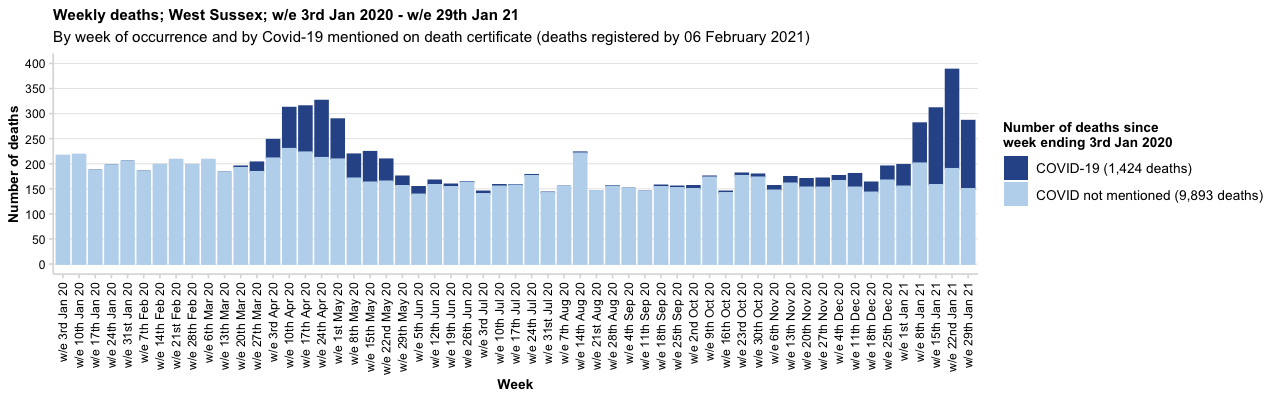 Weekly deaths; West Sussex; w/e 3rd Jan 2020 - w/e 29th Jan 21
By week of occurrence and by Covid-19 mentioned on death certificate (deaths registered by 06 February 2021)
Number of deaths
400
350
300
250
200
150
100
50
0
w/e 3rd Jan 20
w/e 10th Jan 20
w/e 17th Jan 20
w/e 24th Jan 20
w/e 31st Jan 20
w/e 7th Feb 20
w/e 14th Feb 20
w/e 21st Feb 20
w/e 28th Feb 20
w/e 6th Mar 20
w/e 13th Mar 20
w/e 20th Mar 20
w/e 27th Mar 20
w/e 3rd Apr 20
w/e 10th Apr 20
w/e 17th Apr 20
w/e 24th Apr 20
w/e 1st May 20
w/e 8th May 20
w/e 15th May 20
w/e 22nd May 20
w/e 29th May 20
w/e 5th Jun 20
w/e 12th Jun 20
w/e 19th Jun 20
w/e 26th Jun 20
w/e 3rd Jul 20
w/e 10th Jul 20
w/e 17th Jul 20
w/e 24th Jul 20
w/e 31st Jul 20
w/e 7th Aug 20
w/e 14th Aug 20
w/e 21st Aug 20
w/e 28th Aug 20
w/e 4th Sep 20
w/e 11th Sep 20
w/e 18th Sep 20
w/e 25th Sep 20
w/e 2nd Oct 20
w/e 9th Oct 20
w/e 16th Oct 20
w/e 23rd Oct 20
w/e 30th Oct 20
w/e 6th Nov 20
w/e 13th Nov 20
w/e 20th Nov 20
w/e 27th Nov 20
w/e 4th Dec 20
w/e 11th Dec 20
w/e 18th Dec 20
w/e 25th Dec 20
w/e 1st Jan 21
w/e 8th Jan 21
w/e 15th Jan 21
w/e 22nd Jan 21
w/e 29th Jan 21
Week
Number of deaths since
week ending 3rd Jan 2020
COVID-19 (1,424 deaths)
COVID not mentioned (9,893 deaths)